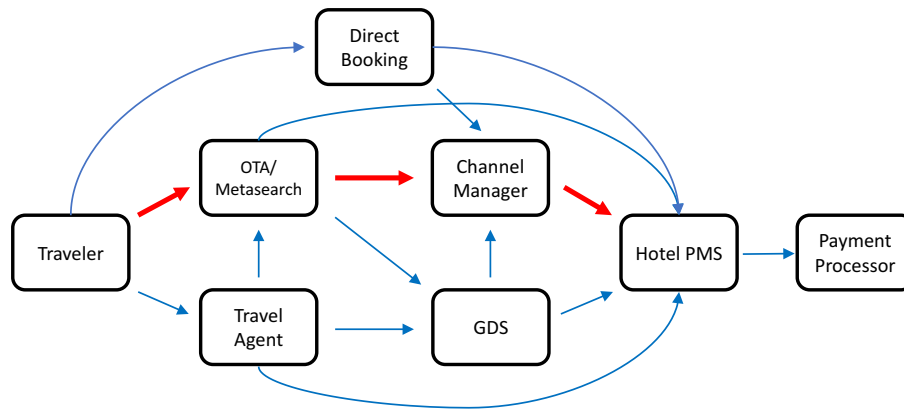 Direct
Booking
OTA/
Metasearch
Channel
Manager
Traveler
Hotel PMS
Payment
Processor
Travel
Agent
GDS